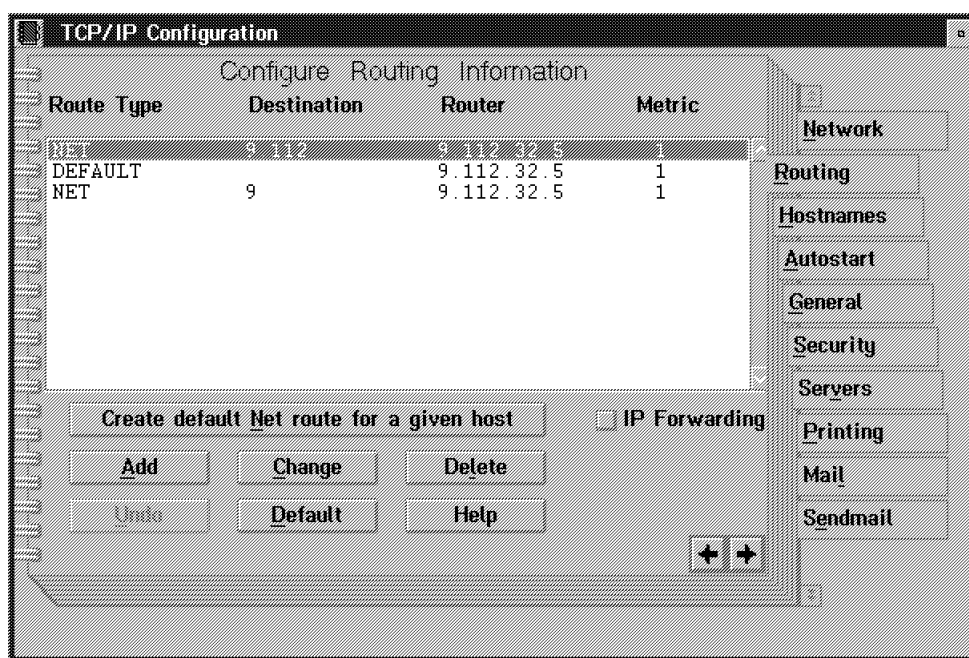 TCP/IP Configuration
Configure Routing Information
Route Type Destination Router Metric
NET 9.112 9.112.32.5 1
DEFAULT 9.112.32.5 1
NET 9 9.112.32.5 1
Create default Net route for a given host
IP Forwarding
Add Change Delete
Undo Default Help
Network
Routing
Hostnames
Autostart
General
Security
Servers
Printing
Mail
Sendmail